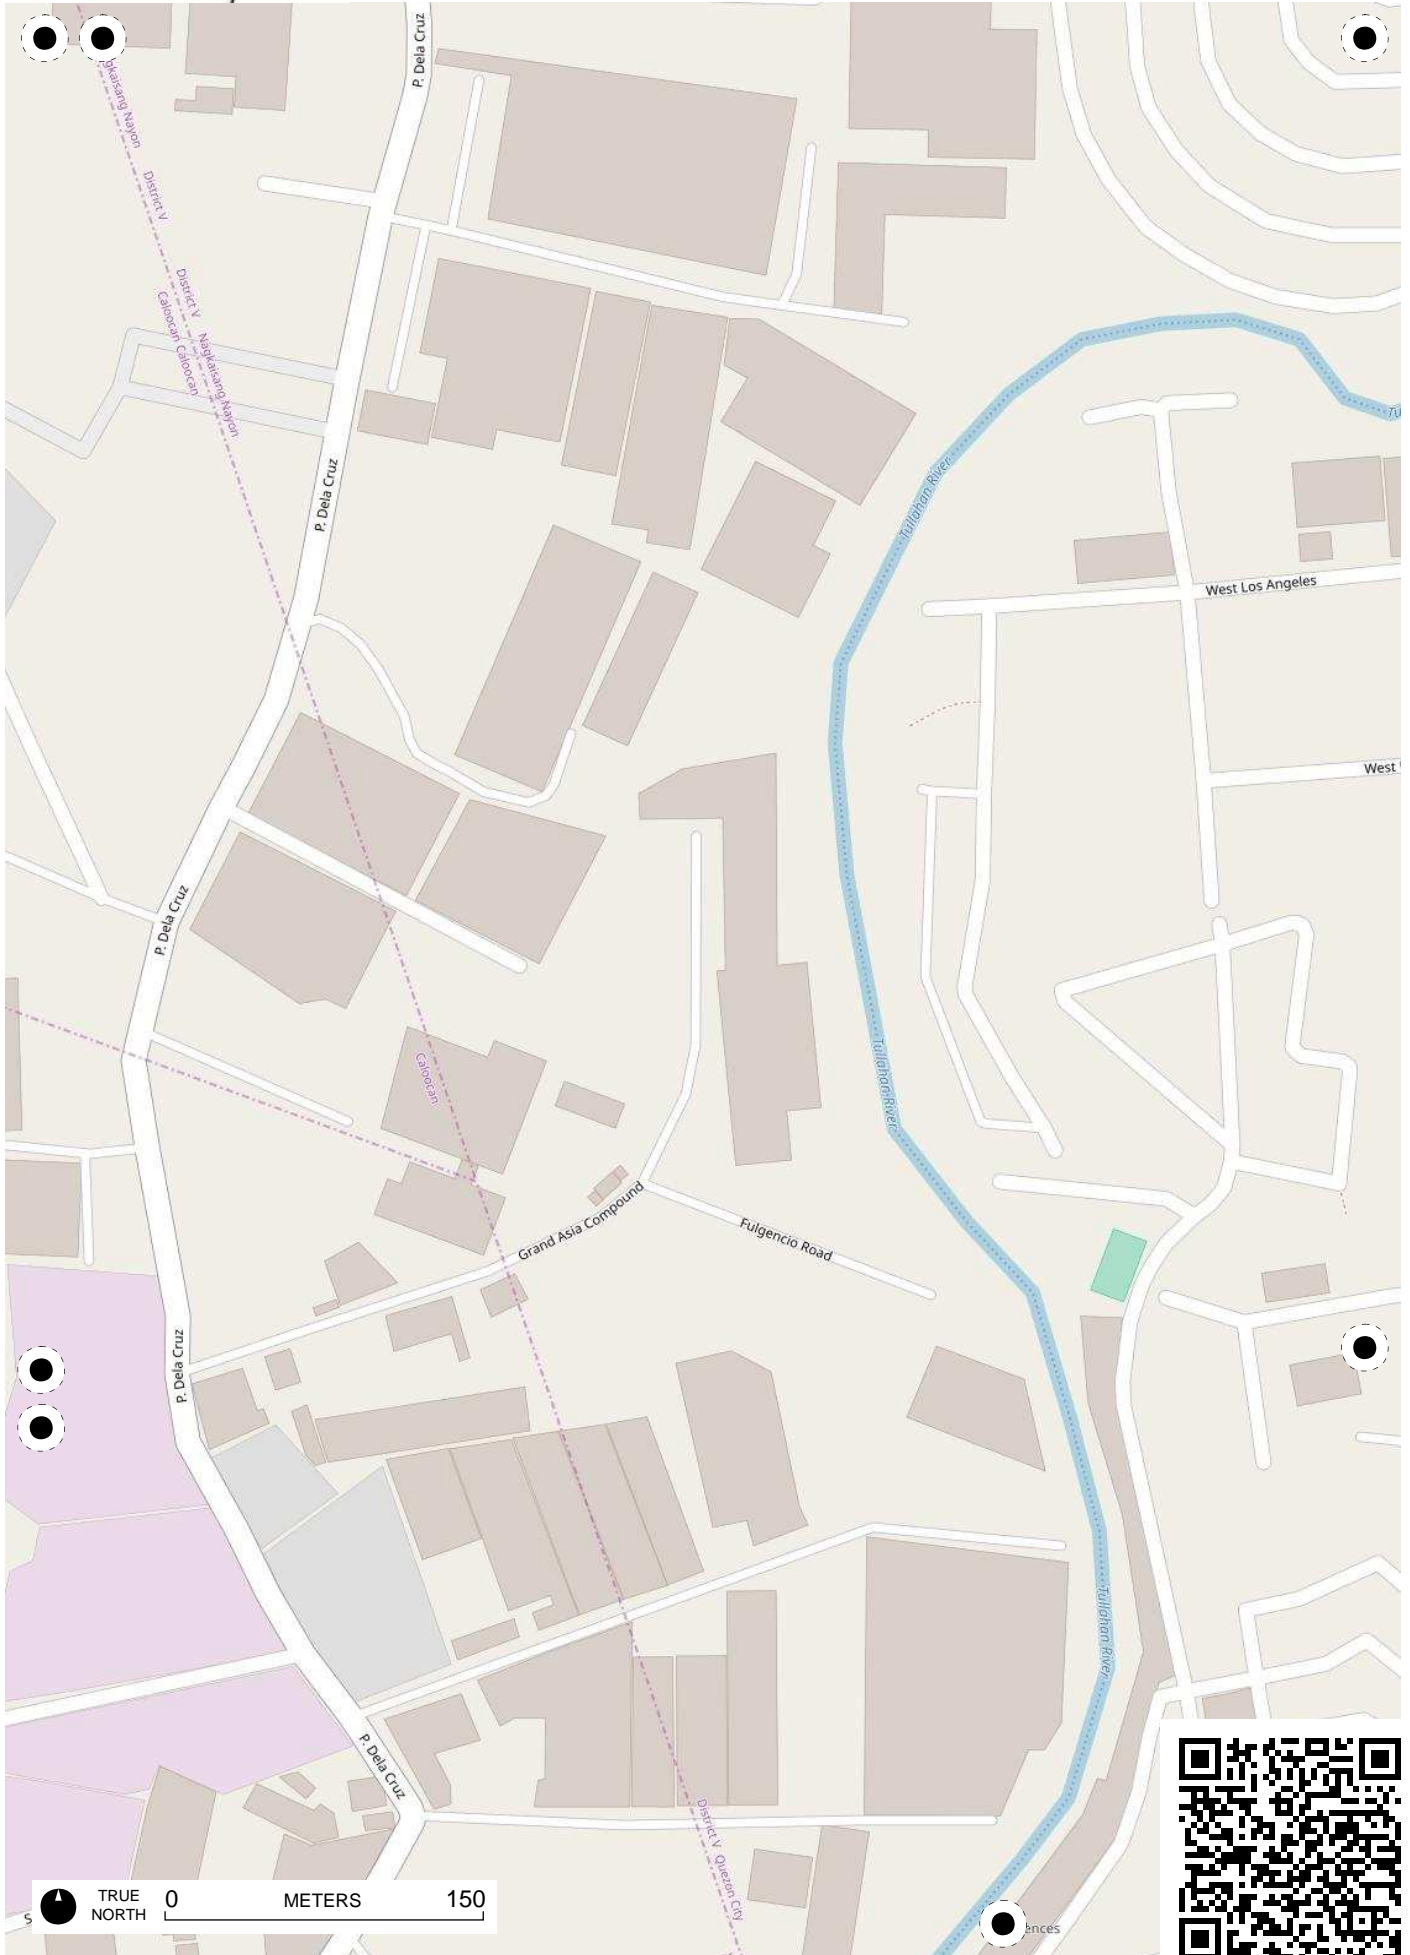 P. Dela Cruz
gkaisang Nayon
District V
District V
Nagkaisang Nayon
Caloocan
Caloocan
Tullahan River
P. Dela Cruz
West Los Angeles
West
P. Dela Cruz
Tullahan River
Caloocan
Grand Asia Compound
Fulgencio Road
P. Dela Cruz
Tullahan River
P. Dela Cruz
District V
Quezon City
TRUE
NORTH
0 METERS 150
ences